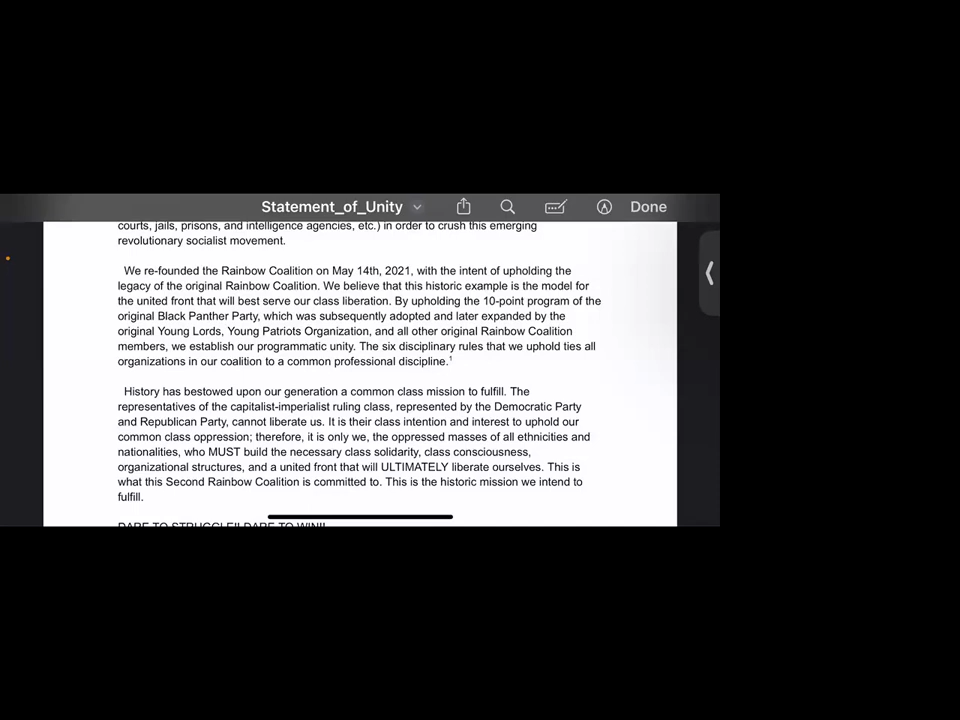 Statement_of_Unity
Done
courts, jails, prisons, and intelligence agencies, etc.) in order to crush this emerging
revolutionary socialist movement.
We re-founded the Rainbow Coalition on May 14th, 2021, with the intent of upholding the
legacy of the original Rainbow Coalition. We believe that this historic example is the model for
the united front that will best serve our class liberation. By upholding the 10-point program of the
original Black Panther Party, which was subsequently adopted and later expanded by the
original Young Lords, Young Patriots Organization, and all other original Rainbow Coalition
members, we establish our programmatic unity. The six disciplinary rules that we uphold ties all
organizations in our coalition to a common professional discipline.¹
History has bestowed upon our generation a common class mission to fulfill. The
representatives of the capitalist-imperialist ruling class, represented by the Democratic Party
and Republican Party, cannot liberate us. It is their class intention and interest to uphold our
common class oppression; therefore, it is only we, the oppressed masses of all ethnicities and
nationalities, who MUST build the necessary class solidarity, class consciousness,
organizational structures, and a united front that will ULTIMATELY liberate ourselves. This is
what this Second Rainbow Coalition is committed to. This is the historic mission we intend to
fulfill.
DARE TO STRUGGLE!! DARE TO WIN!!